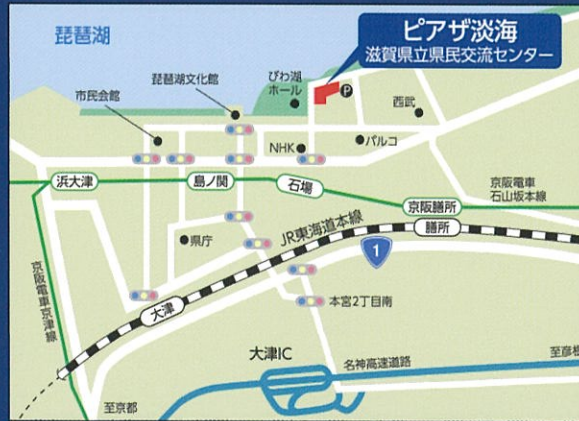 琵琶湖
ピアザ淡海
滋賀県立県民交流センター
琵琶湖文化館
びわ湖
ホール
P
市民会館
西武
NHK
パルコ
浜大津
島ノ関
石場
京阪電車
石山坂本線
京阪膳所
JR東海道本線
膳所
県庁
1
京阪電車京津線
大津
本宮2丁目南
大津IC
名神高速道路
至彦根
至京都